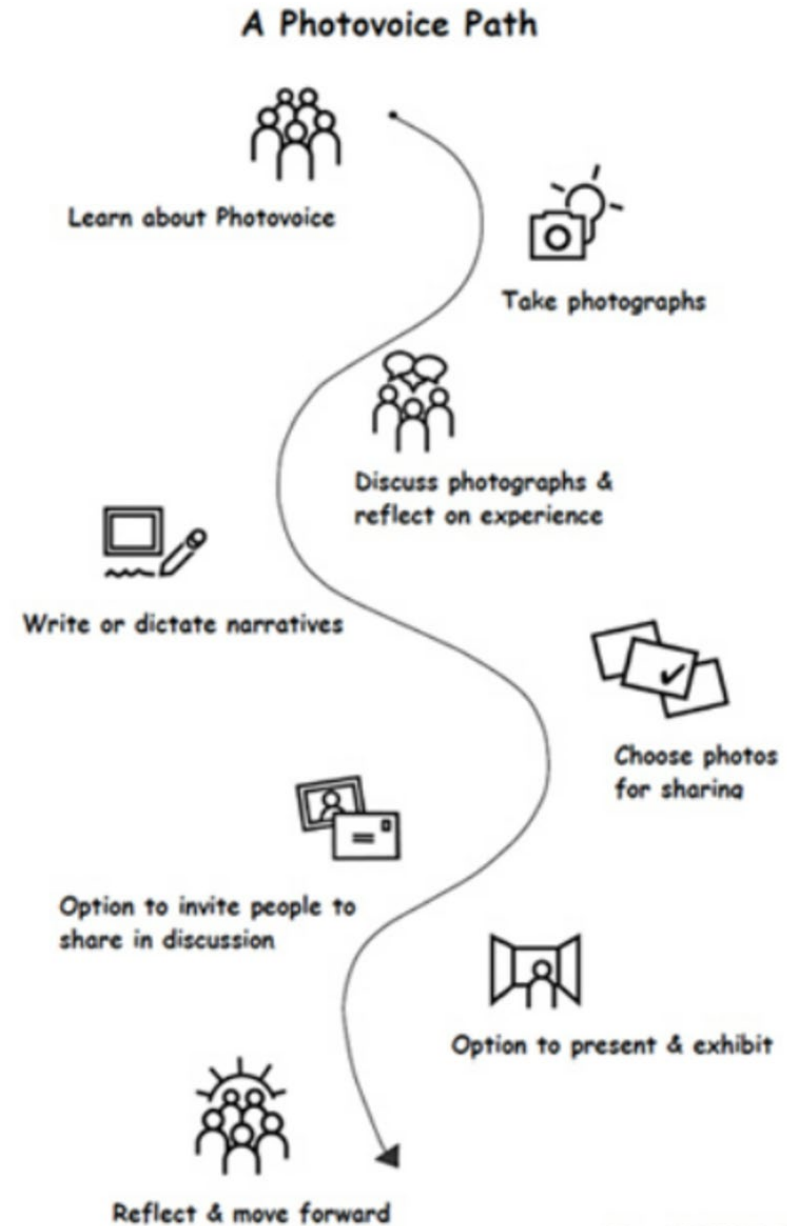 A Photovoice Path
Learn about Photovoice
Take photographs
Discuss photographs &
reflect on experience
Write or dictate narratives
Choose photos
for sharing
Option to invite people to
share in discussion
Option to present & exhibit
Reflect & move forward